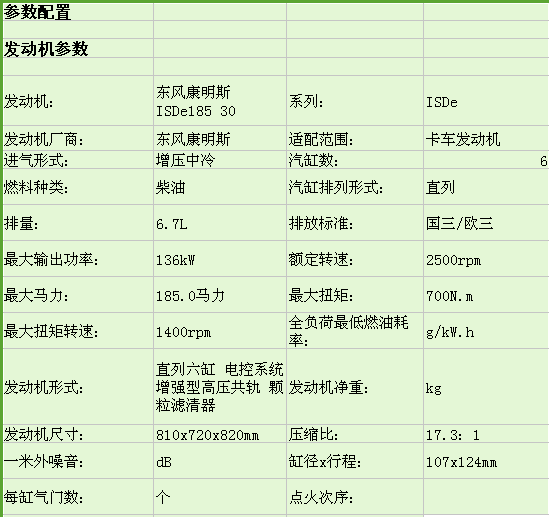 参数配置
发动机参数
发动机: 东风康明斯 ISDe185 30 系列: ISDe
发动机厂商: 东风康明斯 适配范围: 卡车发动机
进气形式: 增压中冷 汽缸数: 6
燃料种类: 柴油 汽缸排列形式: 直列
排量: 6.7L 排放标准: 国三/欧三
最大输出功率: 136kW 额定转速: 2500rpm
最大马力: 185.0马力 最大扭矩: 700N.m
最大扭矩转速: 1400rpm 全负荷最低燃油耗率: g/kW.h
发动机形式: 直列六缸 电控系统 增强型高压共轨 颗粒滤清器 发动机净重: kg
发动机尺寸: 810x720x820mm 压缩比: 17.3: 1
一米外噪音: dB 缸径x行程: 107x124mm
每缸气门数: 个 点火次序: